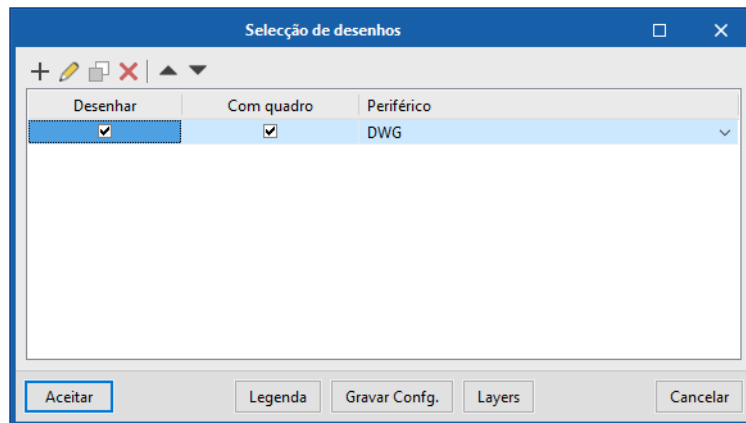 Selecção de desenhos
Desenhar Com quadro Periférico
DWG
Aceitar Legenda Gravar Confg. Layers Cancelar